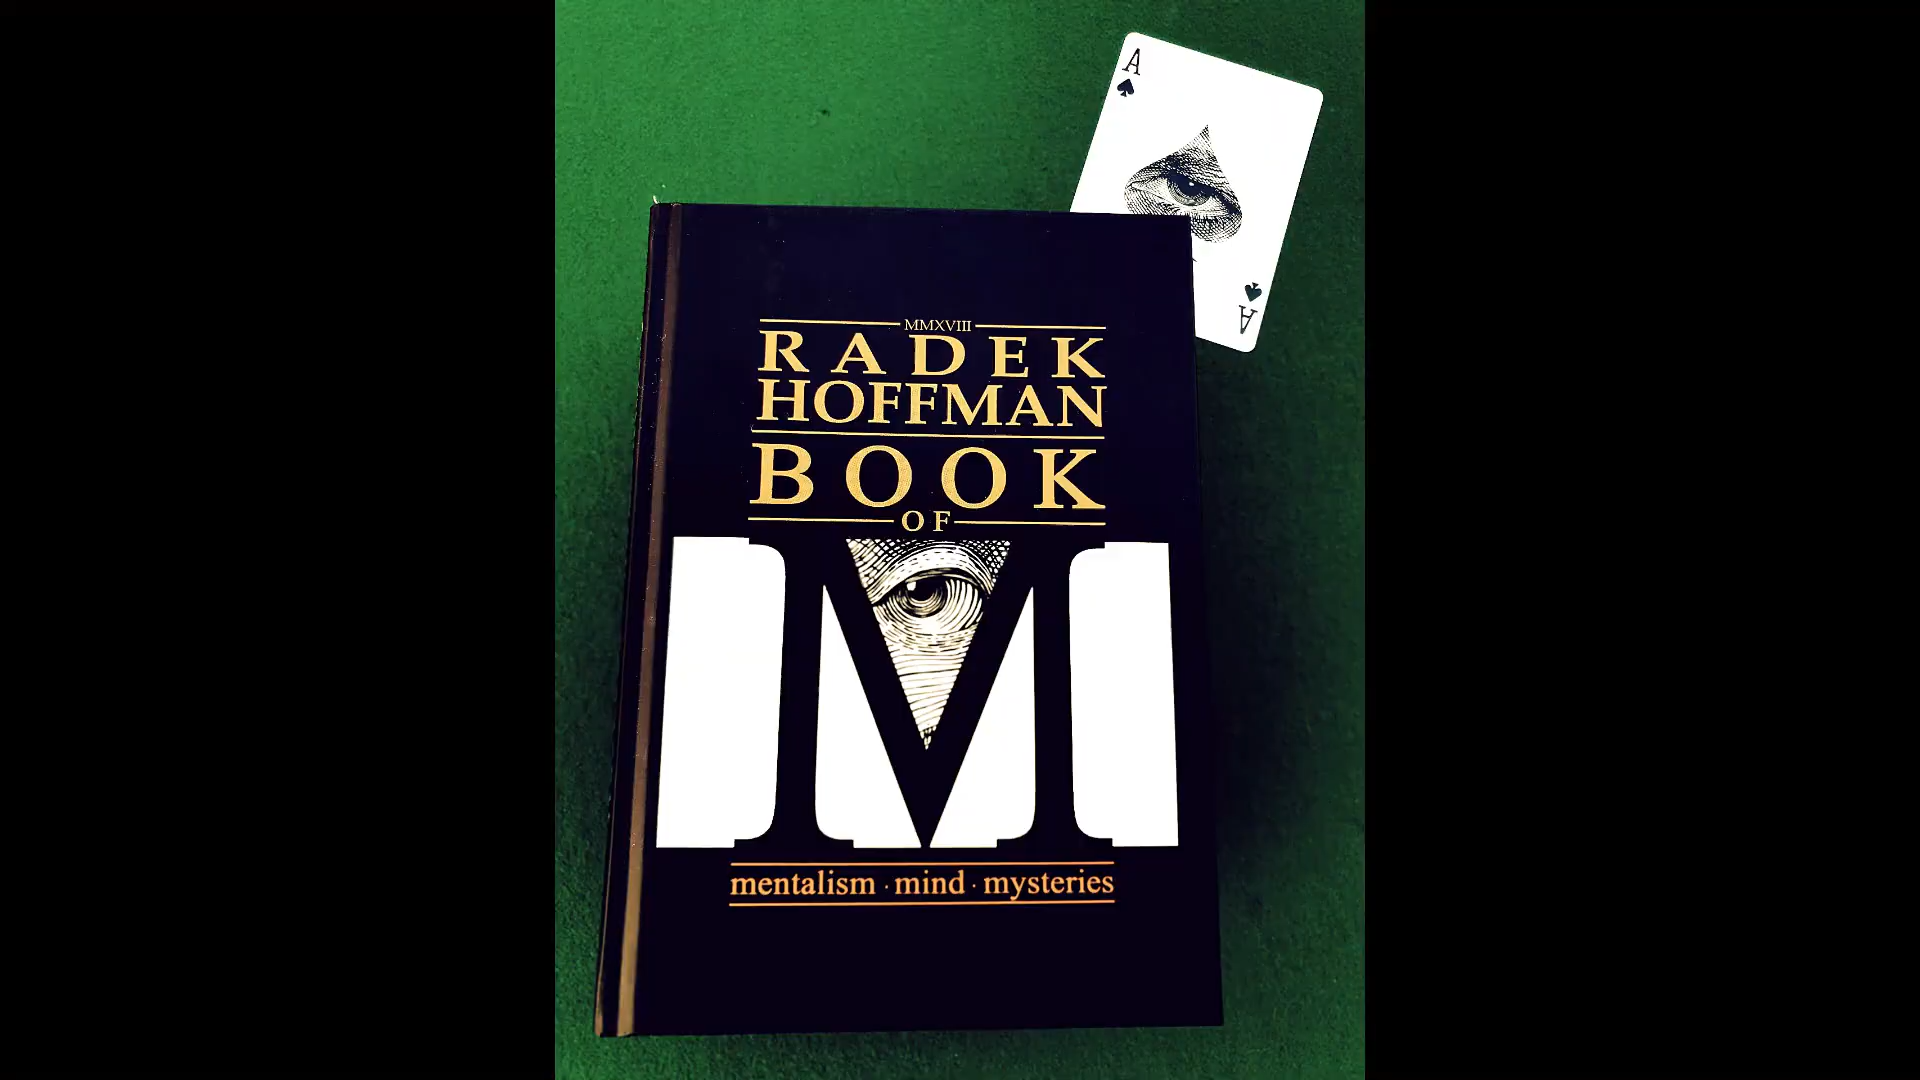 A
MMXVIII
RADEK
HOFFMAN
BOOK
OF
M
mentalism · mind · mysteries
A